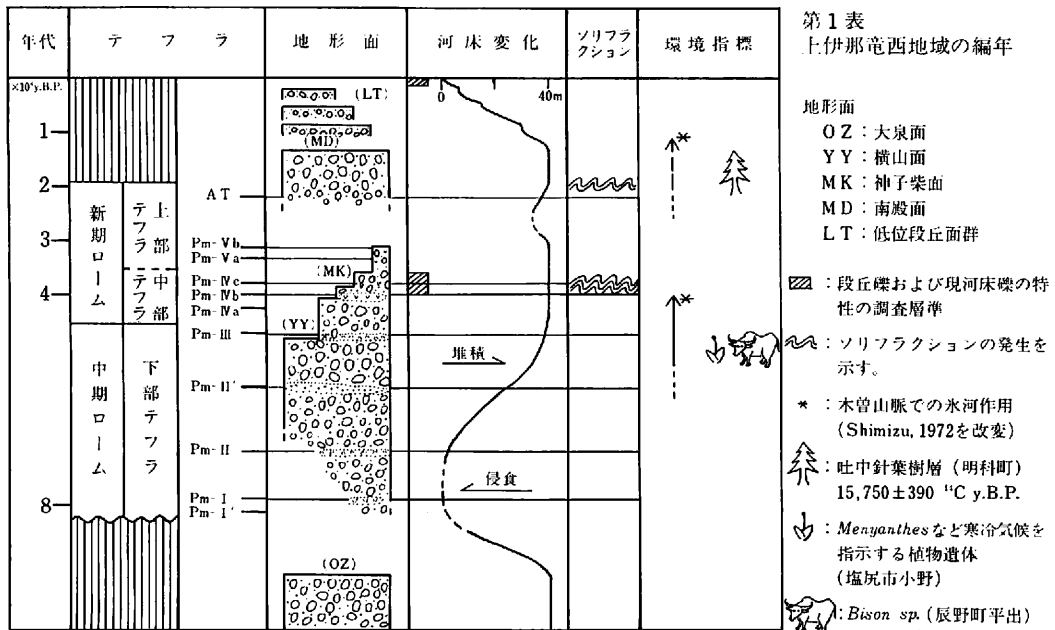 第1表
上伊那竜西地域の編年
年代
テフラ
地形面
河床変化
ソリフラクション
環境指標
×10⁴y.B.P.
1
2
3
4
8
新期ローム
中期ローム
上部テフラ
中部テフラ
下部テフラ
AT
Pm-Ⅴb
Pm-Ⅴa
Pm-Ⅳc
Pm-Ⅳb
Pm-Ⅳa
Pm-Ⅲ
Pm-Ⅱ′
Pm-Ⅱ
Pm-Ⅰ
Pm-Ⅰ′
(LT)
(MD)
(MK)
(YY)
(OZ)
0 40m
堆積
侵食
地形面
OZ:大泉面
YY:横山面
MK:神子柴面
MD:南殿面
LT:低位段丘面群
:段丘礫および現河床礫の特
性の調査層準
:ソリフラクションの発生を
示す。
* :木曽山脈での氷河作用
(Shimizu, 1972を改変)
:吐中針葉樹層(明科町)
15,750±390 ¹⁴C y.B.P.
:Menyanthesなど寒冷気候を
指示する植物遺体
(塩尻市小野)
:Bison sp.(辰野町平出)